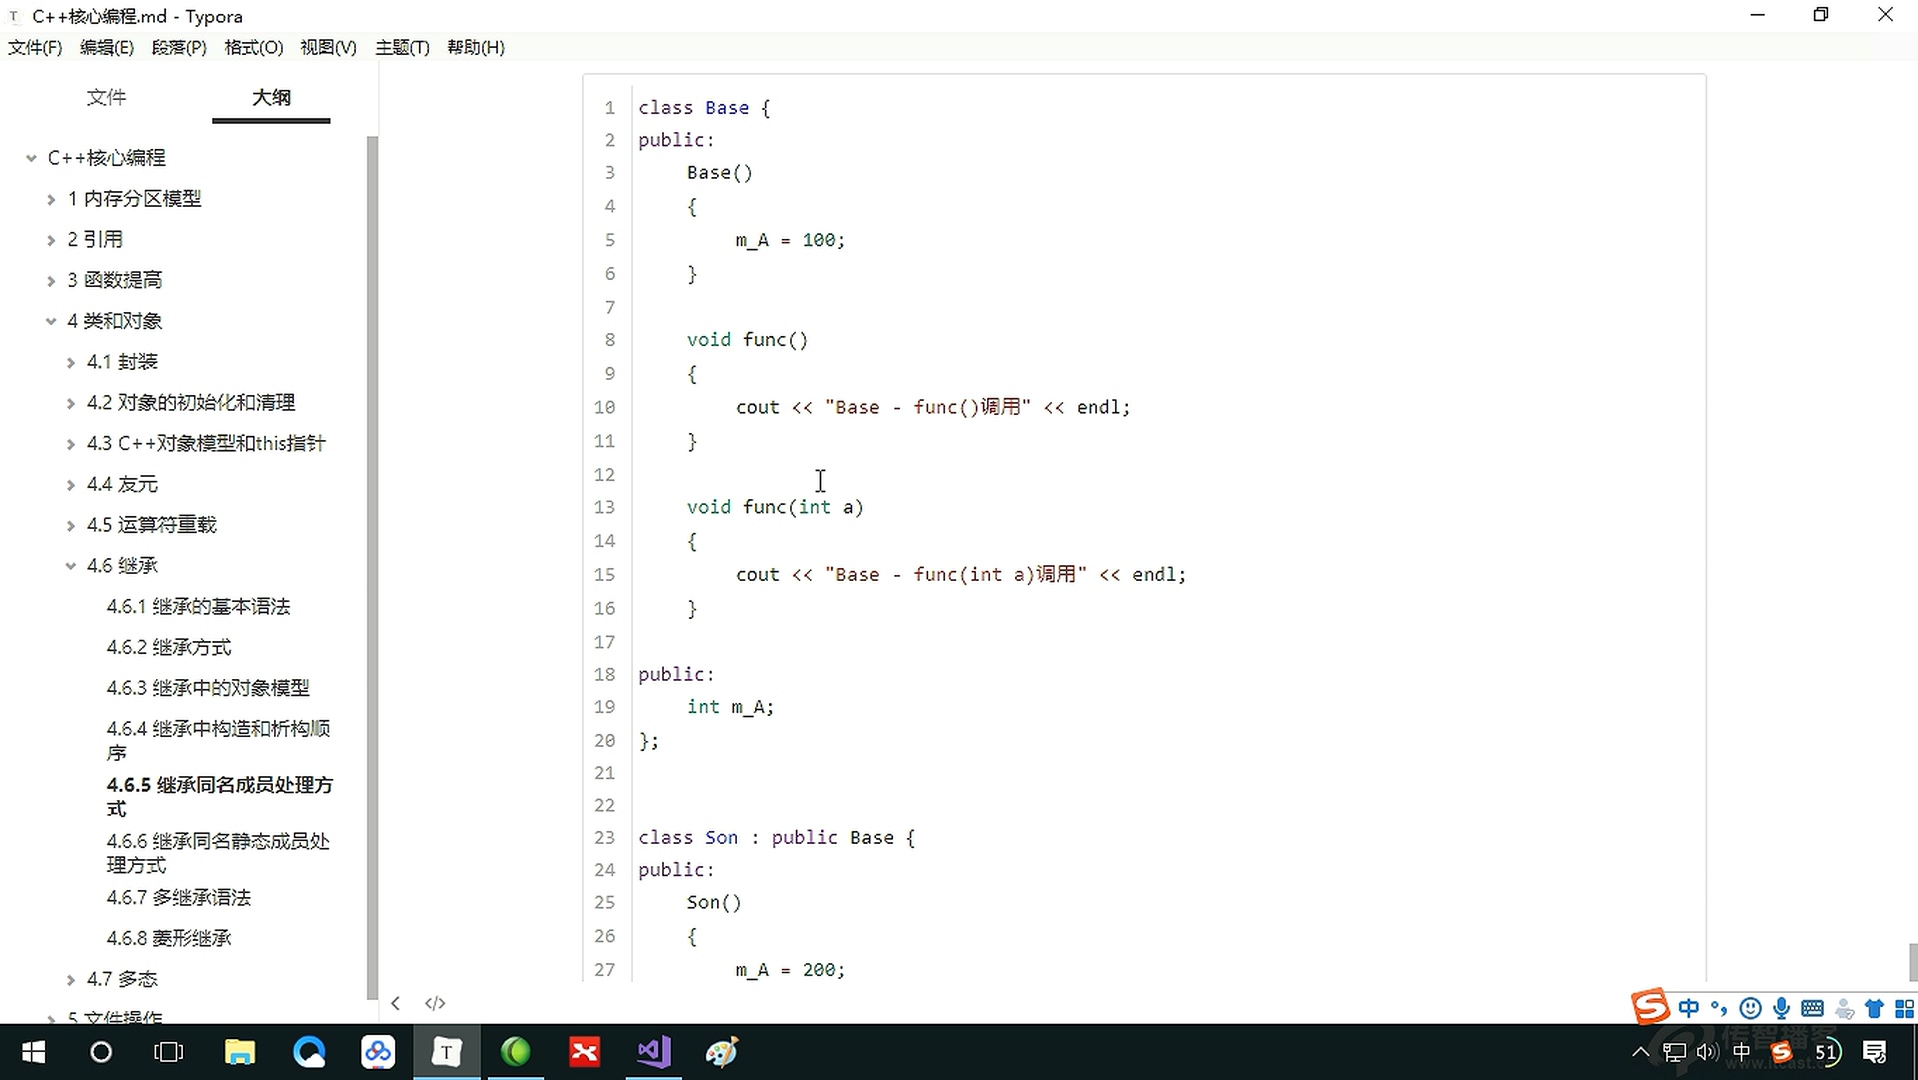 C++核心编程.md - Typora
文件(F) 编辑(E) 段落(P) 格式(O) 视图(V) 主题(T) 帮助(H)
文件 大纲
C++核心编程
1 内存分区模型
2 引用
3 函数提高
4 类和对象
4.1 封装
4.2 对象的初始化和清理
4.3 C++对象模型和this指针
4.4 友元
4.5 运算符重载
4.6 继承
4.6.1 继承的基本语法
4.6.2 继承方式
4.6.3 继承中的对象模型
4.6.4 继承中构造和析构顺
序
4.6.5 继承同名成员处理方
式
4.6.6 继承同名静态成员处
理方式
4.6.7 多继承语法
4.6.8 菱形继承
4.7 多态
5 文件操作
1 class Base {
2 public:
3     Base()
4     {
5         m_A = 100;
6     }
7
8     void func()
9     {
10         cout << "Base - func()调用" << endl;
11     }
12
13     void func(int a)
14     {
15         cout << "Base - func(int a)调用" << endl;
16     }
17
18 public:
19     int m_A;
20 };
21
22
23 class Son : public Base {
24 public:
25     Son()
26     {
27         m_A = 200;
</>
中
传智播客
中 51
www.itcast.c